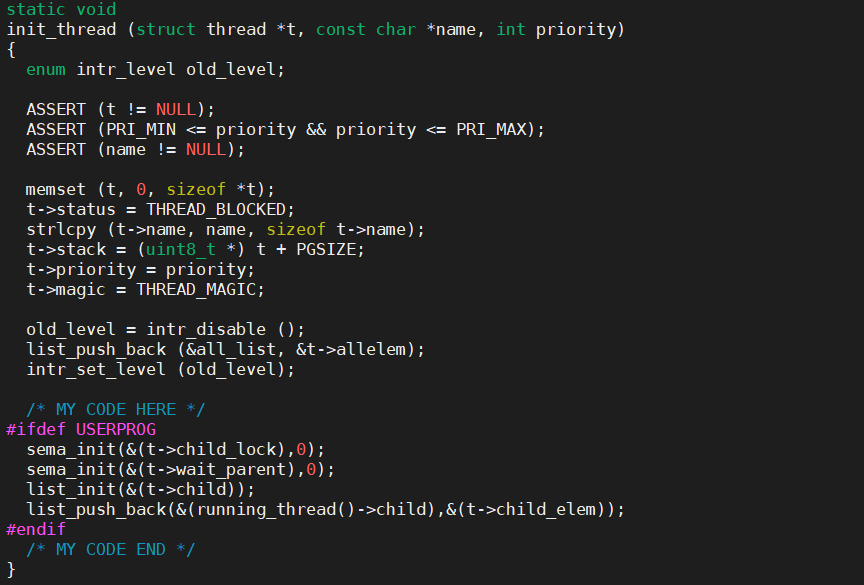 static void
init_thread (struct thread *t, const char *name, int priority)
{
  enum intr_level old_level;

  ASSERT (t != NULL);
  ASSERT (PRI_MIN <= priority && priority <= PRI_MAX);
  ASSERT (name != NULL);

  memset (t, 0, sizeof *t);
  t->status = THREAD_BLOCKED;
  strlcpy (t->name, name, sizeof t->name);
  t->stack = (uint8_t *) t + PGSIZE;
  t->priority = priority;
  t->magic = THREAD_MAGIC;

  old_level = intr_disable ();
  list_push_back (&all_list, &t->allelem);
  intr_set_level (old_level);

  /* MY CODE HERE */
#ifdef USERPROG
  sema_init(&(t->child_lock),0);
  sema_init(&(t->wait_parent),0);
  list_init(&(t->child));
  list_push_back(&(running_thread()->child),&(t->child_elem));
#endif
  /* MY CODE END */
}